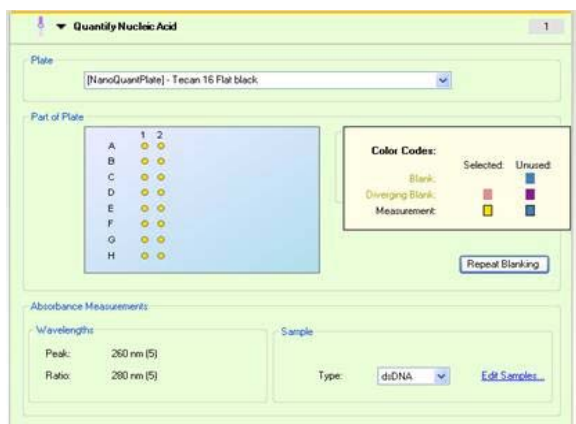 Quantify Nucleic Acid
1
Plate
[NanoQuantPlate] - Tecan 16 Flat black
Part of Plate
1 2
A
B
C
D
E
F
G
H
Color Codes:
Selected: Unused:
Blank:
Diverging Blank:
Measurement:
Repeat Blanking
Absorbance Measurements
Wavelengths
Peak: 260 nm (5)
Ratio: 280 nm (5)
Sample
Type: dsDNA Edit Samples...